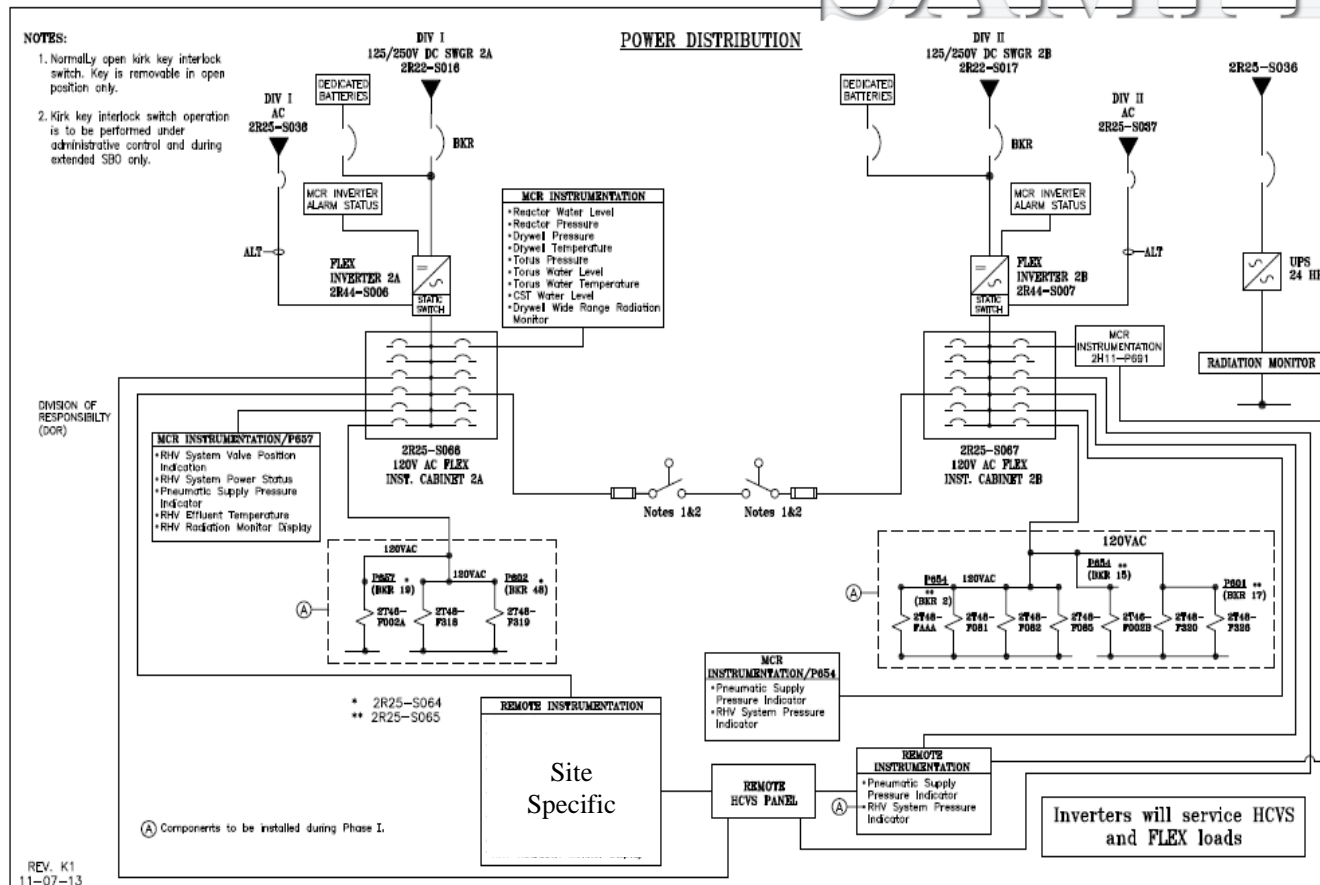 SAMPL
POWER DISTRIBUTION
NOTES:
1. Normally open kirk key interlock
switch. Key is removable in open
position only.
2. Kirk key interlock switch operation
is to be performed under
administrative control and during
extended SBO only.
DIV I
125/250V DC SWGR 2A
2R22-S016
DEDICATED
BATTERIES
DIV I
AC
2R25-S036
BKR
MCR INVERTER
ALARM STATUS
ALT
FLEX
INVERTER 2A
2R44-S006
STATIC
SWITCH
MCR INSTRUMENTATION
•Reactor Water Level
•Reactor Pressure
•Drywell Pressure
•Drywell Temperature
•Torus Pressure
•Torus Water Level
•Torus Water Temperature
•CST Water Level
•Drywell Wide Range Radiation
Monitor
DIV II
125/250V DC SWGR 2B
2R22-S017
DEDICATED
BATTERIES
BKR
DIV II
AC
2R25-S037
MCR INVERTER
ALARM STATUS
ALT
FLEX
INVERTER 2B
2R44-S007
STATIC
SWITCH
2R25-S036
UPS
24 HR
RADIATION MONITOR
MCR
INSTRUMENTATION
2H11-P691
DIVISION OF
RESPONSIBILTY
(DOR)
MCR INSTRUMENTATION/P657
•RHV System Valve Position
Indication
•RHV System Power Status
•Pneumatic Supply Pressure
Indicator
•RHV Effluent Temperature
•RHV Radiation Monitor Display
2R25-S066
120V AC FLEX
INST. CABINET 2A
2R25-S067
120V AC FLEX
INST. CABINET 2B
Notes 1&2
Notes 1&2
120VAC
P657 *
(BKR 19)
120VAC
P602 *
(BKR 48)
A
2T48-
F002A
2T48-
F318
2T48-
F319
120VAC
P654
**
(BKR 2)
120VAC
P654 **
(BKR 15)
P601 **
(BKR 17)
A
2T48-
FAAA
2T48-
F081
2T48-
F082
2T48-
F085
2T48-
F002B
2T48-
F320
2T48-
F326
* 2R25-S064
** 2R25-S065
REMOTE INSTRUMENTATION
Site
Specific
MCR
INSTRUMENTATION/P654
•Pneumatic Supply
Pressure Indicator
•RHV System Pressure
Indicator
REMOTE
HCVS PANEL
REMOTE
INSTRUMENTATION
•Pneumatic Supply
Pressure Indicator
•RHV System Pressure
Indicator
A
Inverters will service HCVS
and FLEX loads
A Components to be installed during Phase I.
REV. K1
11-07-13